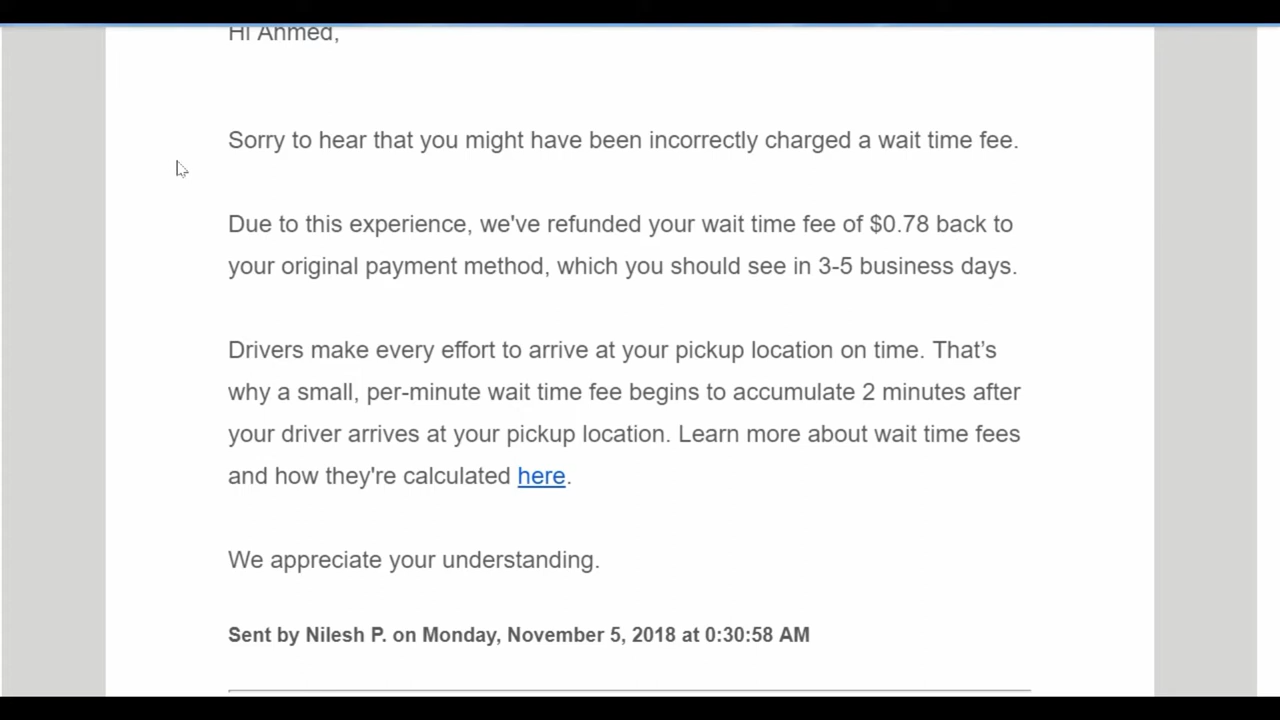 Hi Ahmed,
Sorry to hear that you might have been incorrectly charged a wait time fee.
Due to this experience, we've refunded your wait time fee of $0.78 back to
your original payment method, which you should see in 3-5 business days.
Drivers make every effort to arrive at your pickup location on time. That’s
why a small, per-minute wait time fee begins to accumulate 2 minutes after
your driver arrives at your pickup location. Learn more about wait time fees
and how they're calculated here.
We appreciate your understanding.
Sent by Nilesh P. on Monday, November 5, 2018 at 0:30:58 AM